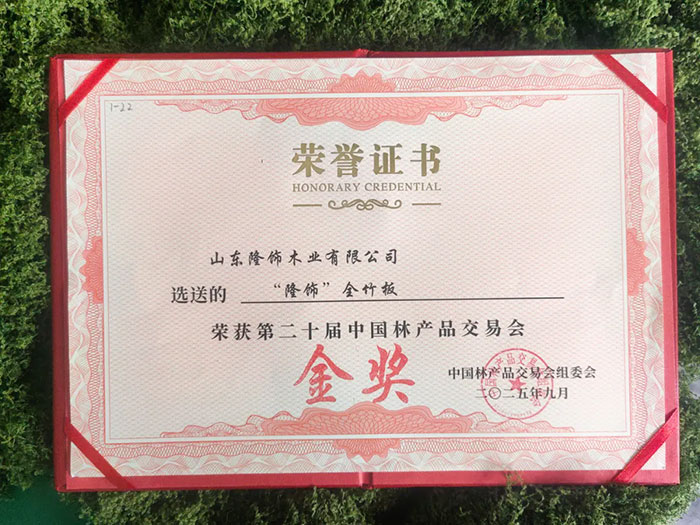 1-22
荣誉证书
HONORARY CREDENTIAL
山东隆饰木业有限公司
选送的 “隆饰”全竹板
荣获第二十届中国林产品交易会
金奖
中国林产品交易会组委会
二〇二五年九月